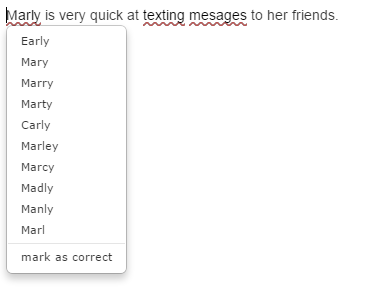 Marly is very quick at texting mesages to her friends.
Early
Mary
Marry
Marty
Carly
Marley
Marcy
Madly
Manly
Marl
mark as correct